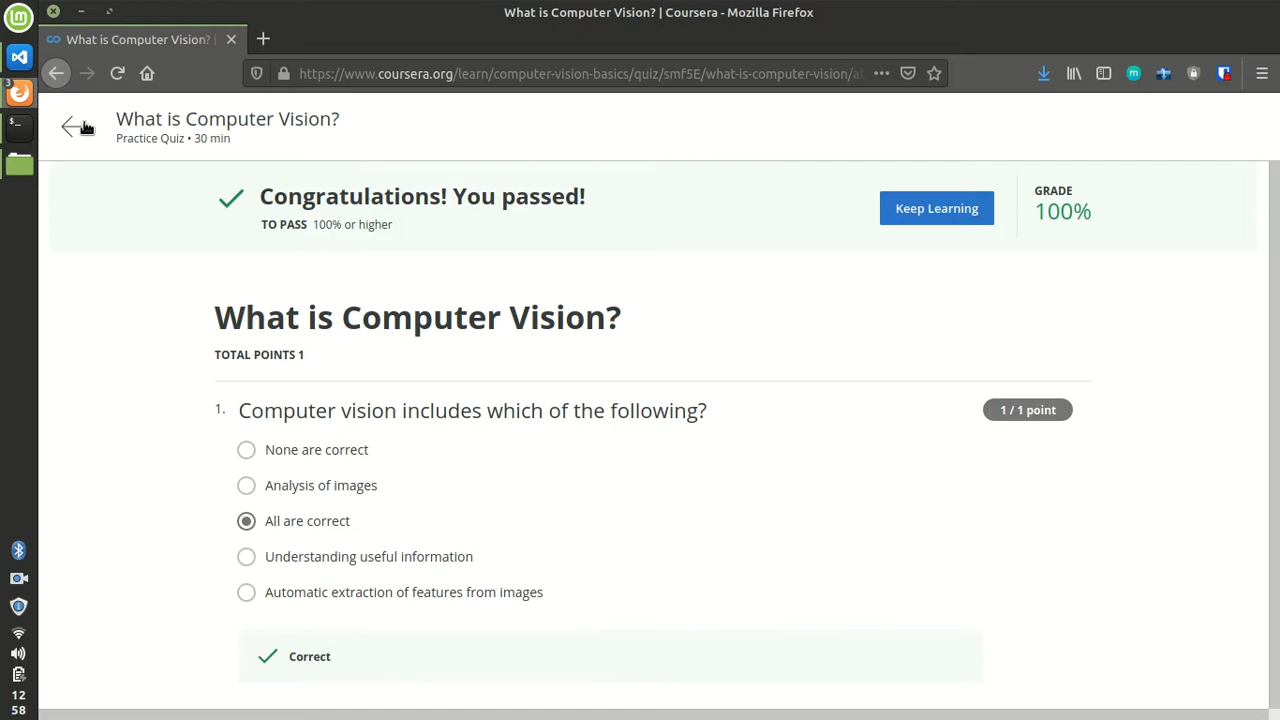 What is Computer Vision? | Coursera - Mozilla Firefox
What is Computer Vision? |
https://www.coursera.org/learn/computer-vision-basics/quiz/smf5E/what-is-computer-vision/a
What is Computer Vision?
Practice Quiz • 30 min
Congratulations! You passed!
TO PASS 100% or higher
Keep Learning
GRADE
100%
What is Computer Vision?
TOTAL POINTS 1
1. Computer vision includes which of the following?
1 / 1 point
None are correct
Analysis of images
All are correct
Understanding useful information
Automatic extraction of features from images
Correct
3
$_
m
12
58